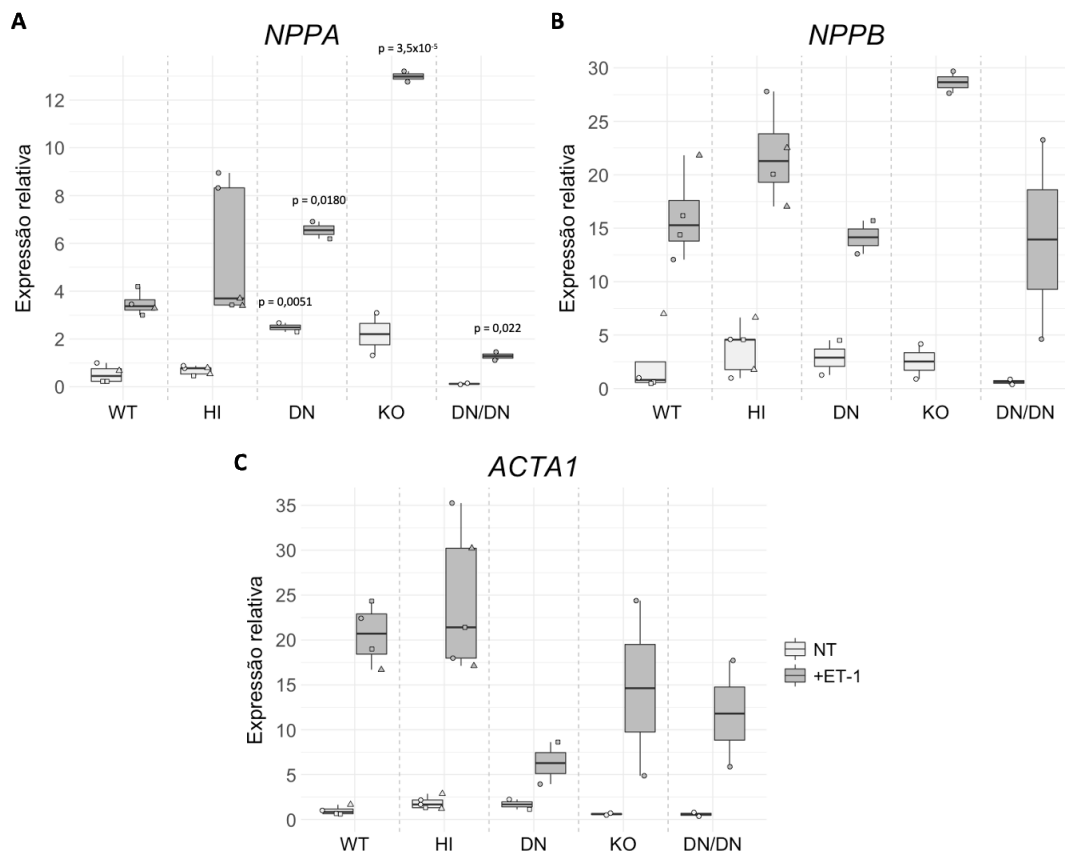 A
NPPA
Expressão relativa
12
10
8
6
4
2
0
p = 0,0051
p = 0,0180
p = 3,5x10⁻⁵
p = 0,022
WT
HI
DN
KO
DN/DN
B
NPPB
Expressão relativa
30
25
20
15
10
5
0
WT
HI
DN
KO
DN/DN
C
ACTA1
Expressão relativa
35
30
25
20
15
10
5
0
WT
HI
DN
KO
DN/DN
NT
+ET-1